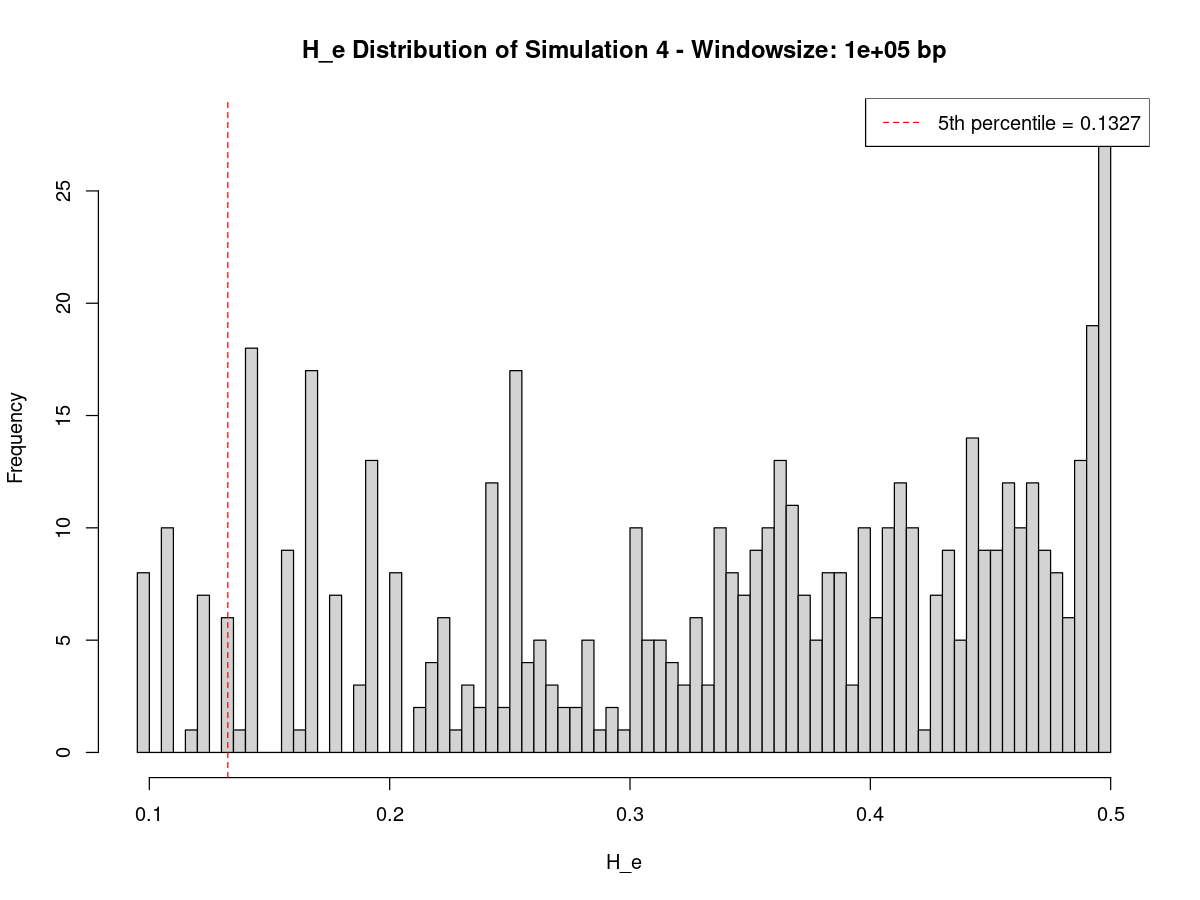 H_e Distribution of Simulation 4 - Windowsize: 1e+05 bp
5th percentile = 0.1327
Frequency
25
20
15
10
5
0
0.1 0.2 0.3 0.4 0.5
H_e